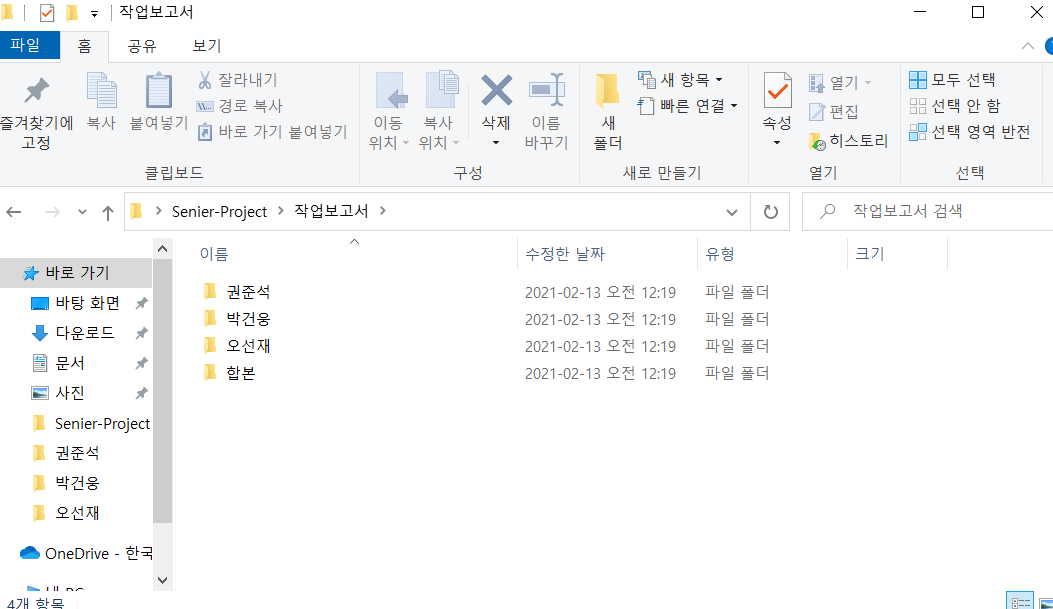 작업보고서
파일 홈 공유 보기
즐겨찾기에 고정
복사
붙여넣기
잘라내기
경로 복사
바로 가기 붙여넣기
클립보드
이동 위치
복사 위치
삭제
이름 바꾸기
구성
새 폴더
새 항목
빠른 연결
새로 만들기
속성
열기
편집
히스토리
열기
모두 선택
선택 안 함
선택 영역 반전
선택
Senier-Project 작업보고서
작업보고서 검색
바로 가기
바탕 화면
다운로드
문서
사진
Senier-Project
권준석
박건웅
오선재
OneDrive - 한국
내 PC
이름 수정한 날짜 유형 크기
권준석 2021-02-13 오전 12:19 파일 폴더
박건웅 2021-02-13 오전 12:19 파일 폴더
오선재 2021-02-13 오전 12:19 파일 폴더
합본 2021-02-13 오전 12:19 파일 폴더
4개 항목